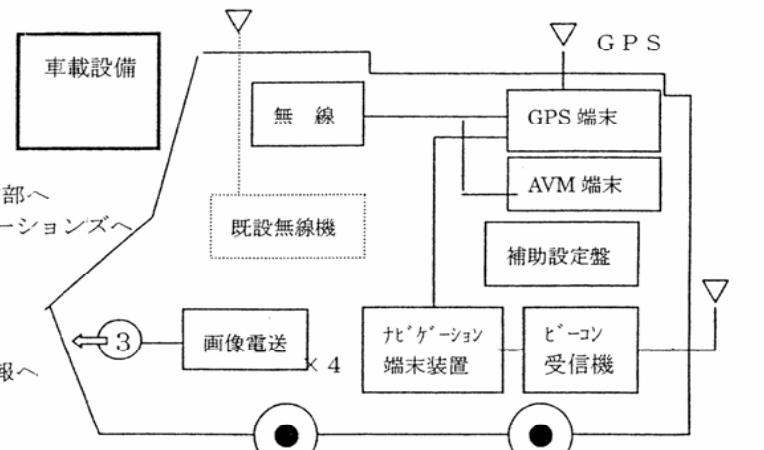 GPS
車載設備
無 線
GPS 端末
部へ
AVM 端末
ーションズへ
既設無線機
補助設定盤
3
画像電送
×4
ナビゲーション
端末装置
ビーコン
受信機
報へ